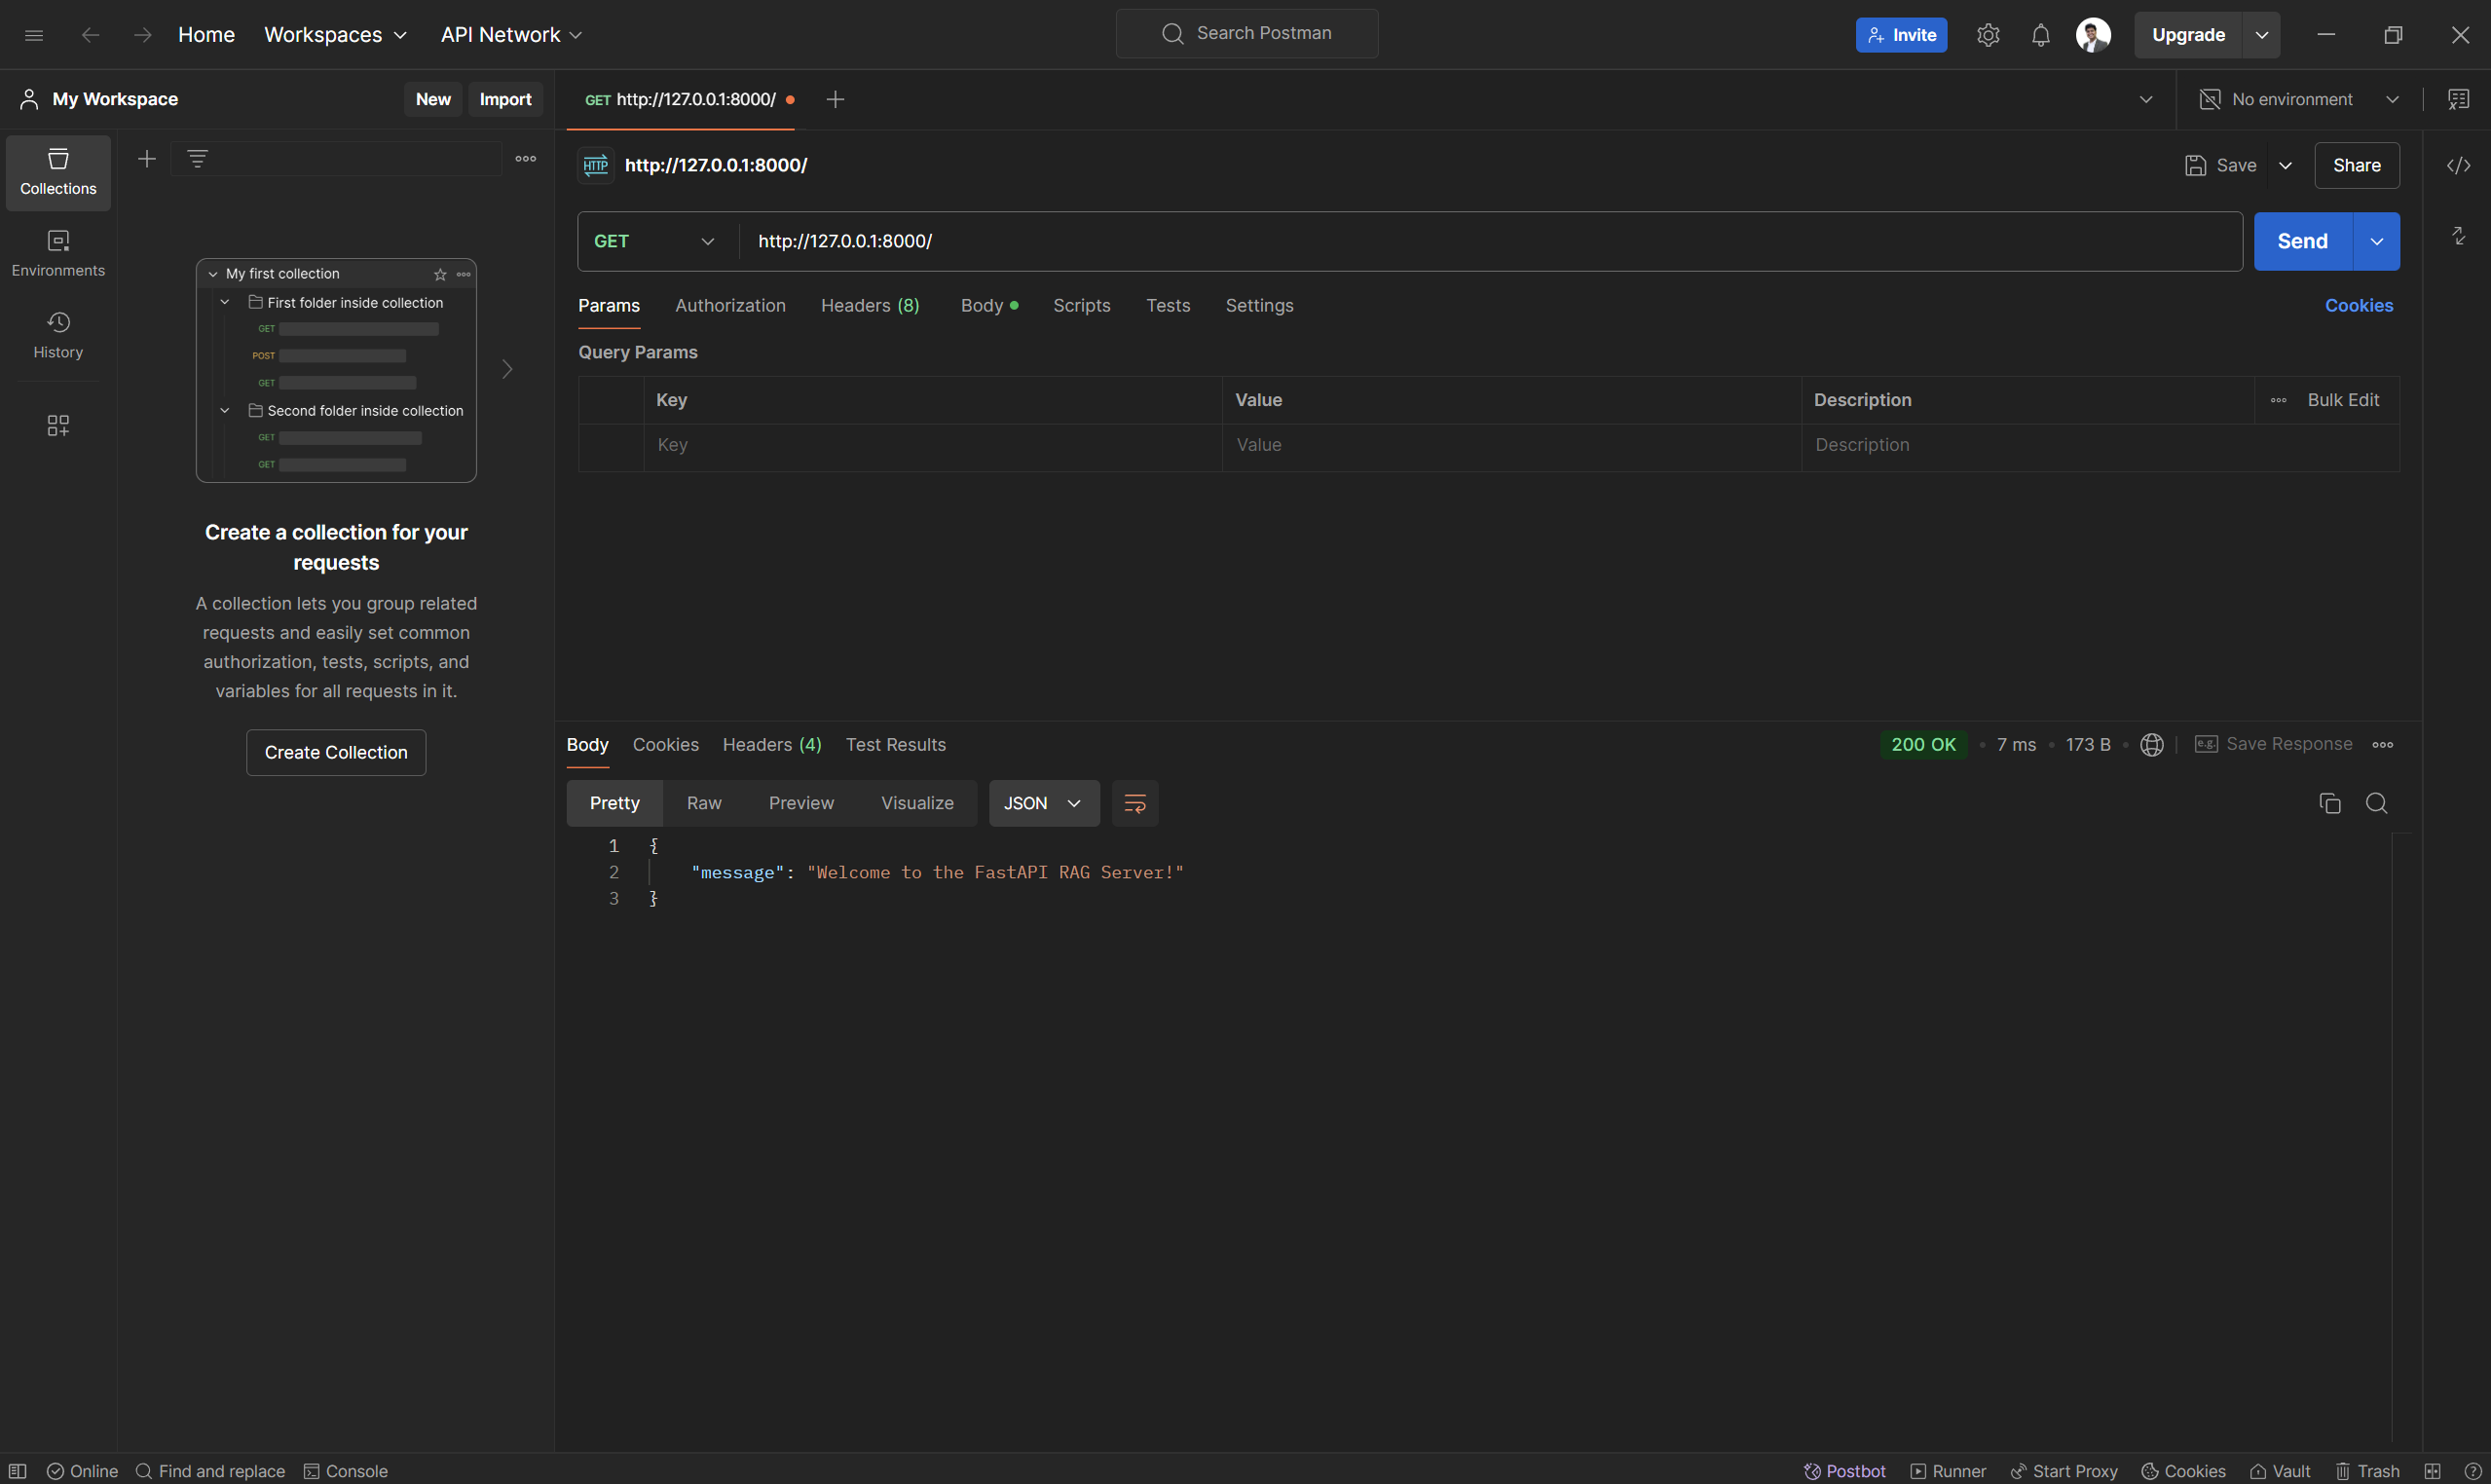 Home Workspaces API Network Search Postman Invite Upgrade
My Workspace New Import GET http://127.0.0.1:8000/ No environment
Collections
Environments
History
My first collection
First folder inside collection
GET
POST
GET
Second folder inside collection
GET
GET
Create a collection for your
requests
A collection lets you group related
requests and easily set common
authorization, tests, scripts, and
variables for all requests in it.
Create Collection
HTTP http://127.0.0.1:8000/ Save Share
GET http://127.0.0.1:8000/ Send
Params Authorization Headers (8) Body Scripts Tests Settings Cookies
Query Params
Key Value Description Bulk Edit
Key Value Description
Body Cookies Headers (4) Test Results 200 OK 7 ms 173 B e.g. Save Response
Pretty Raw Preview Visualize JSON
1 {
2 "message": "Welcome to the FastAPI RAG Server!"
3 }
Online Find and replace Console Postbot Runner Start Proxy Cookies Vault Trash